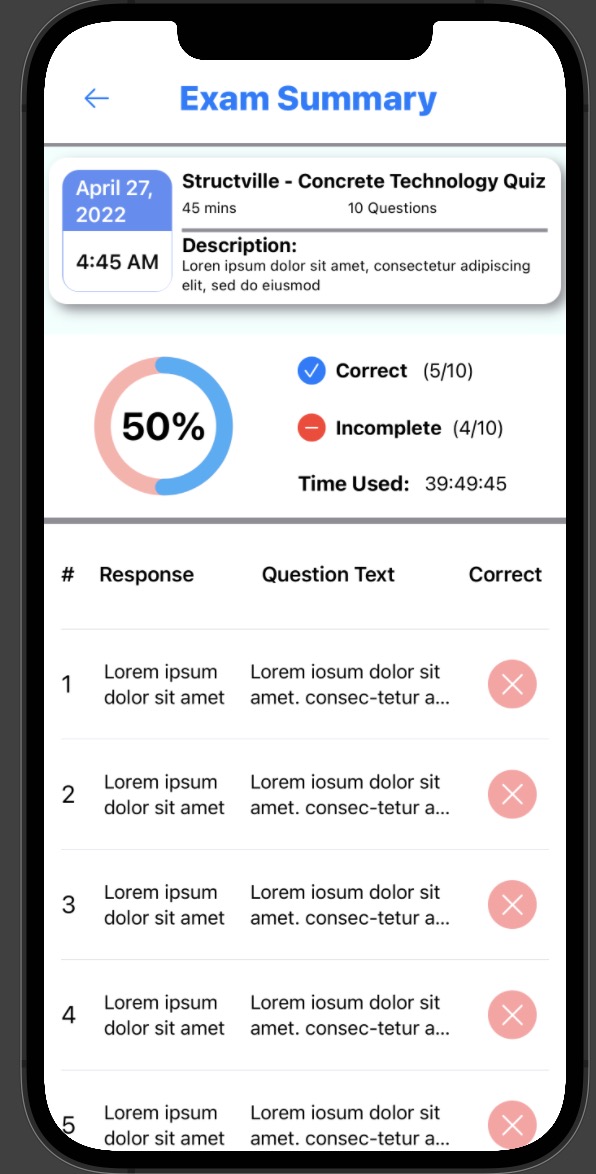 Exam Summary
April 27,
2022
4:45 AM
Structville - Concrete Technology Quiz
45 mins 10 Questions
Description:
Loren ipsum dolor sit amet, consectetur adipiscing
elit, sed do eiusmod
50%
Correct (5/10)
Incomplete (4/10)
Time Used: 39:49:45
# Response Question Text Correct
1 Lorem ipsum Lorem iosum dolor sit
dolor sit amet amet. consec-tetur a...
2 Lorem ipsum Lorem iosum dolor sit
dolor sit amet amet. consec-tetur a...
3 Lorem ipsum Lorem iosum dolor sit
dolor sit amet amet. consec-tetur a...
4 Lorem ipsum Lorem iosum dolor sit
dolor sit amet amet. consec-tetur a...
5 Lorem ipsum Lorem iosum dolor sit
dolor sit amet amet. consec-tetur a...